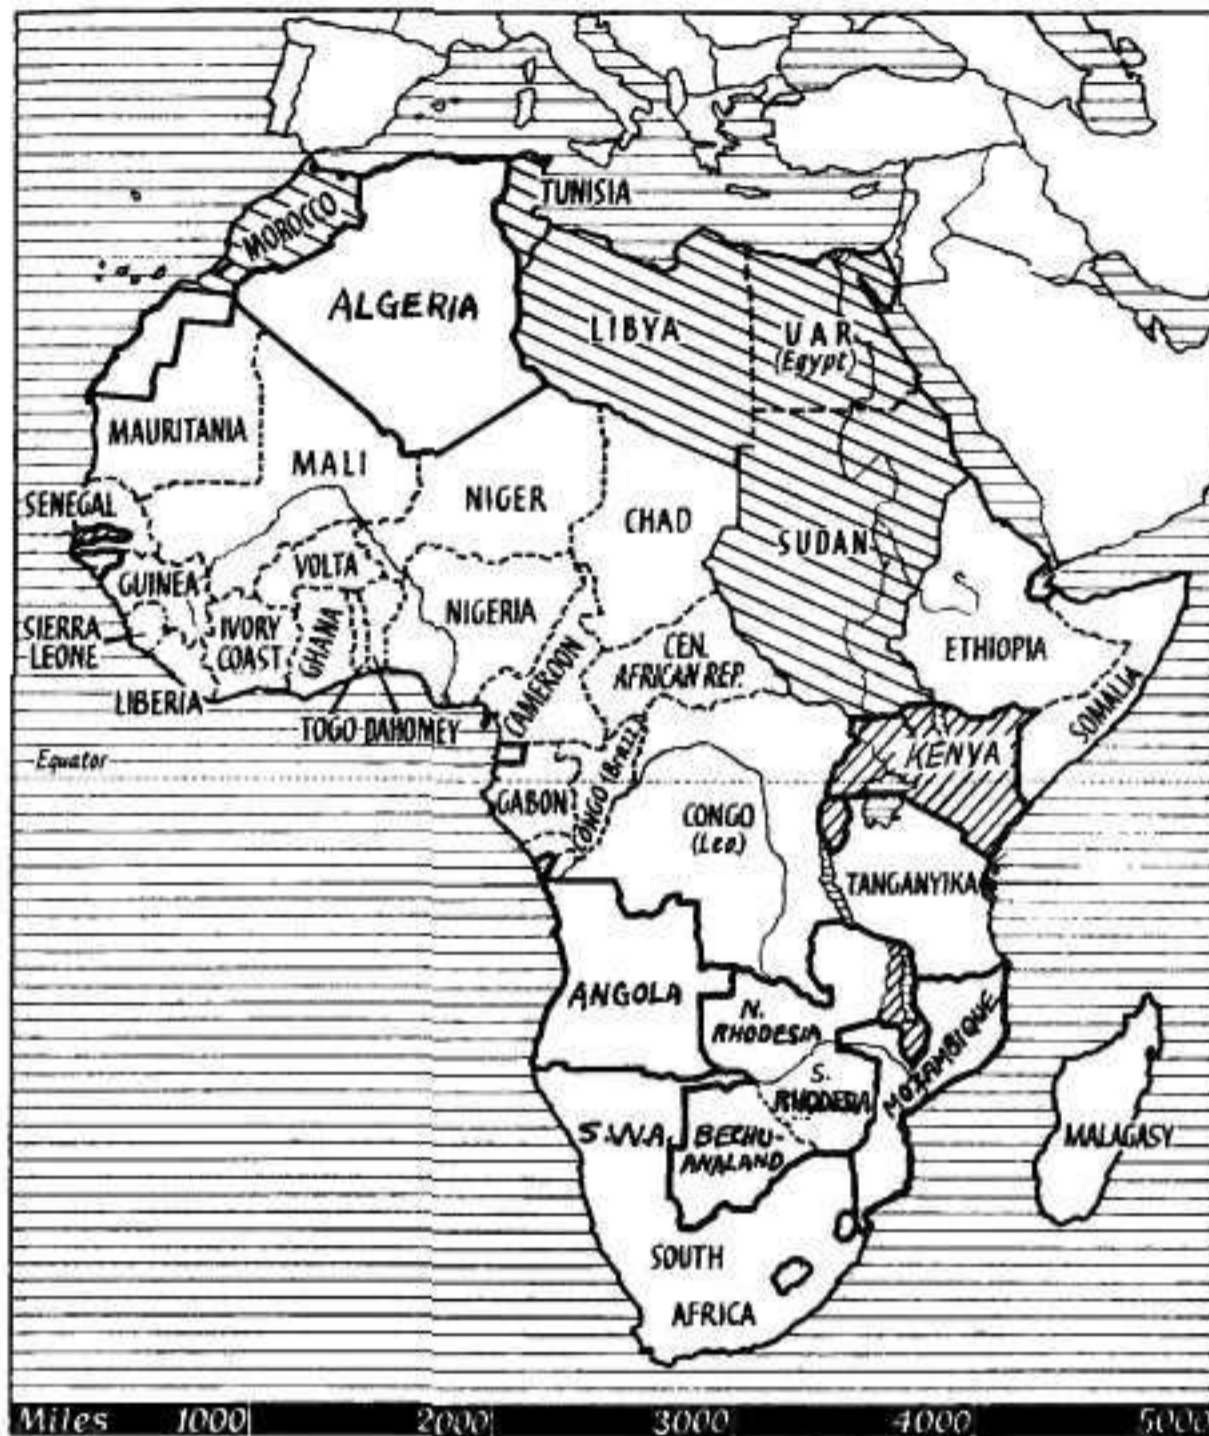 TUNISIA
MOROCCO
ALGERIA
LIBYA
UAR
(Egypt)
MAURITANIA
MALI
NIGER
CHAD
SUDAN
SENEGAL
GUINEA
VOLTA
NIGERIA
SIERRA
LEONE
IVORY
COAST
GHANA
CAMEROON
CEN.
AFRICAN REP.
ETHIOPIA
SOMALIA
LIBERIA
TOGO DAHOMEY
Equator
KENYA
GABON
CONGO (Brazz.)
CONGO
(Leo.)
TANGANYIKA
ANGOLA
N.
RHODESIA
MOZAMBIQUE
S.
RHODESIA
S.W.A.
BECHU-
ANALAND
MALAGASY
SOUTH
AFRICA
Miles 1000 2000 3000 4000 5000